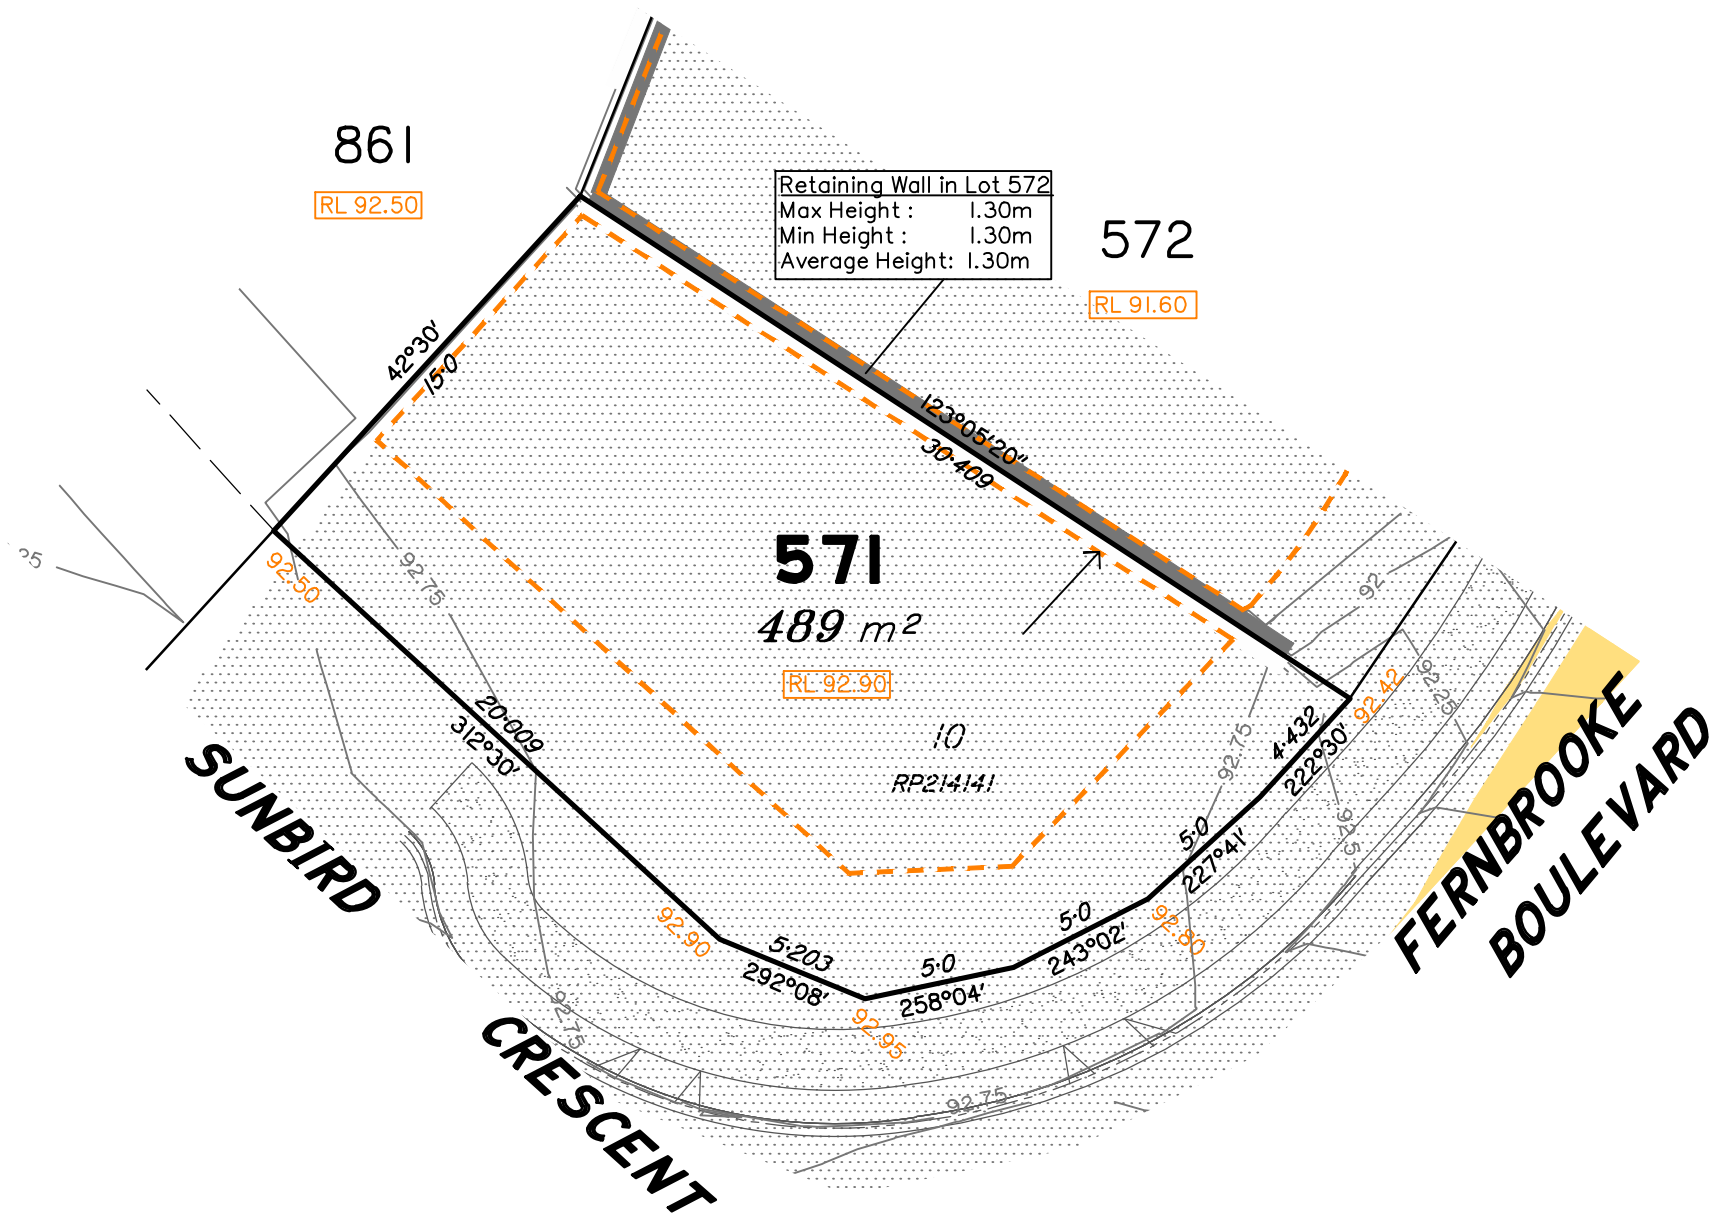 861
RL 92.50
Retaining Wall in Lot 572
Max Height : 1.30m
Min Height : 1.30m
Average Height: 1.30m
572
RL 91.60
42°30'
15·0
123°05'20"
30·409
571
489 m²
RL 92.90
10
RP214141
92.50
92.75
92
92.25
92.42
92.75
92.5
20·009
312°30'
4·432
222°30'
5·0
227°41'
92.80
5·0
243°02'
5·0
258°04'
92.95
5·203
292°08'
92.90
92.75
92.75
SUNBIRD
CRESCENT
FERNBROOKE
BOULEVARD